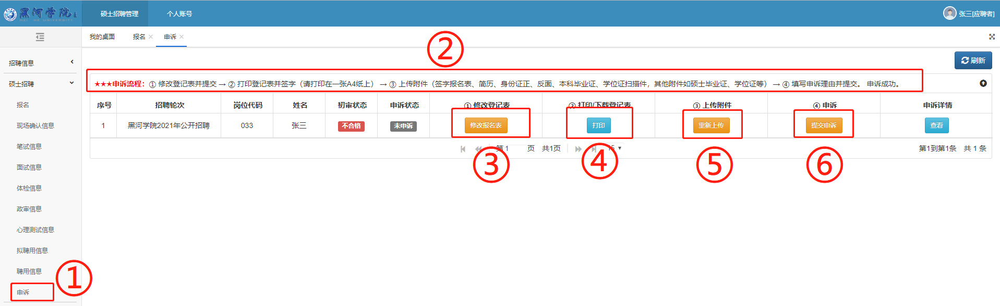 黑河学院 硕士招聘管理 个人账号 张三[应聘者]
我的桌面 报名 × 申诉 ×
②
刷新
招聘信息
★★★申诉流程：① 修改登记表并提交 → ② 打印登记表并签字（请打印在一张A4纸上） → ③ 上传附件（签字报名表、简历、身份证正、反面、本科毕业证、学位证扫描件，其他附件如硕士毕业证、学位证等） → ④ 填写申诉理由并提交。 申诉成功。
硕士招聘
序号 招聘轮次 岗位代码 姓名 初审状态 申诉状态 ① 修改登记表 ② 打印/下载登记表 ③ 上传附件 ④ 申诉 申诉详情
1 黑河学院2021年公开招聘 033 张三 不合格 未申诉 修改报名表 打印 重新上传 提交申诉 查看
第 1 页 共1页 15 第1到第1条 共 1 条
③ ④ ⑤ ⑥
报名
现场确认信息
笔试信息
面试信息
体检信息
政审信息
心理测试信息
拟聘用信息
聘用信息
申诉
①